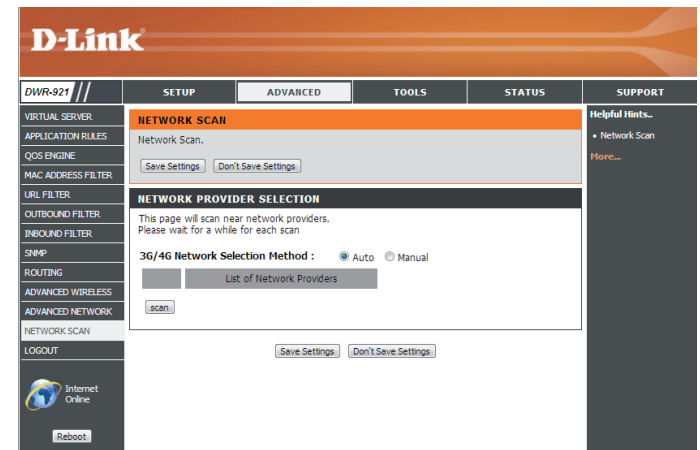 D-Link
DWR-921
SETUP
ADVANCED
TOOLS
STATUS
SUPPORT
VIRTUAL SERVER
APPLICATION RULES
QOS ENGINE
MAC ADDRESS FILTER
URL FILTER
OUTBOUND FILTER
INBOUND FILTER
SNMP
ROUTING
ADVANCED WIRELESS
ADVANCED NETWORK
NETWORK SCAN
LOGOUT
Internet
Online
Reboot
NETWORK SCAN
Network Scan.
Save Settings Don't Save Settings
NETWORK PROVIDER SELECTION
This page will scan near network providers.
Please wait for a while for each scan
3G/4G Network Selection Method : Auto Manual
List of Network Providers
scan
Save Settings Don't Save Settings
Helpful Hints..
• Network Scan
More...